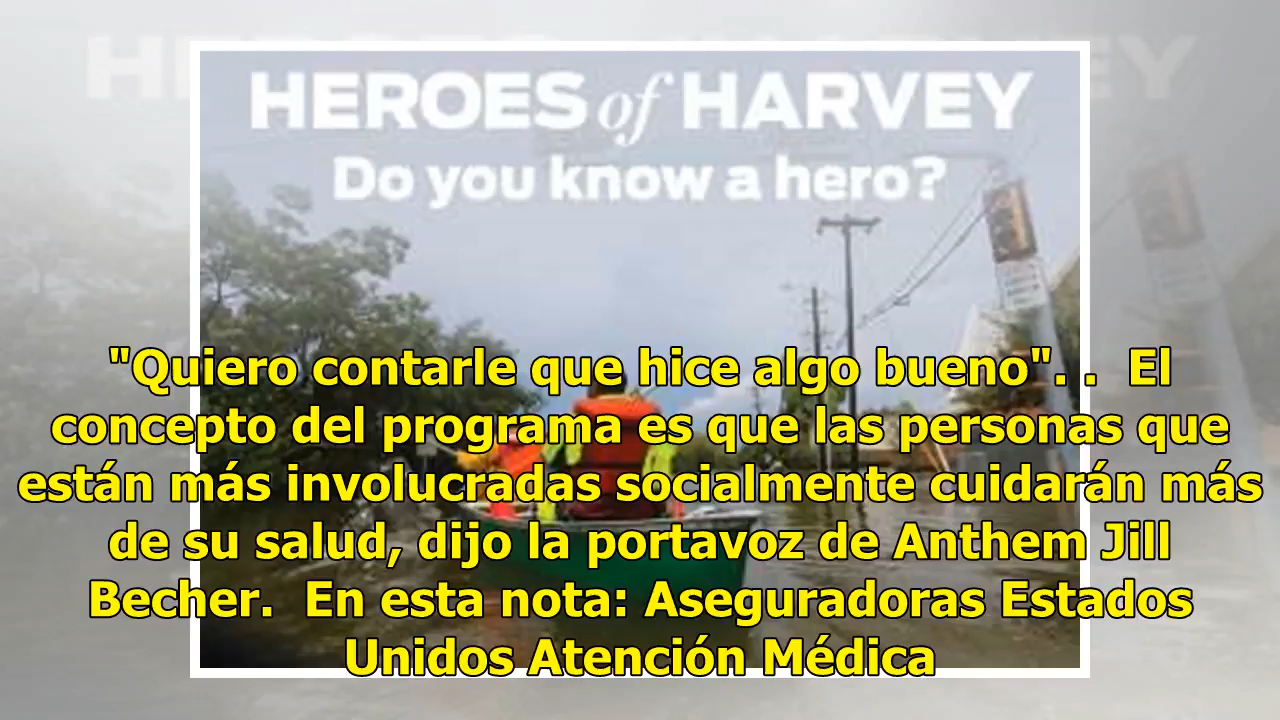 HEROES of HARVEY
Do you know a hero?
"Quiero contarle que hice algo bueno". .  El
concepto del programa es que las personas que
están más involucradas socialmente cuidarán más
de su salud, dijo la portavoz de Anthem Jill
Becher.  En esta nota: Aseguradoras Estados
Unidos Atención Médica